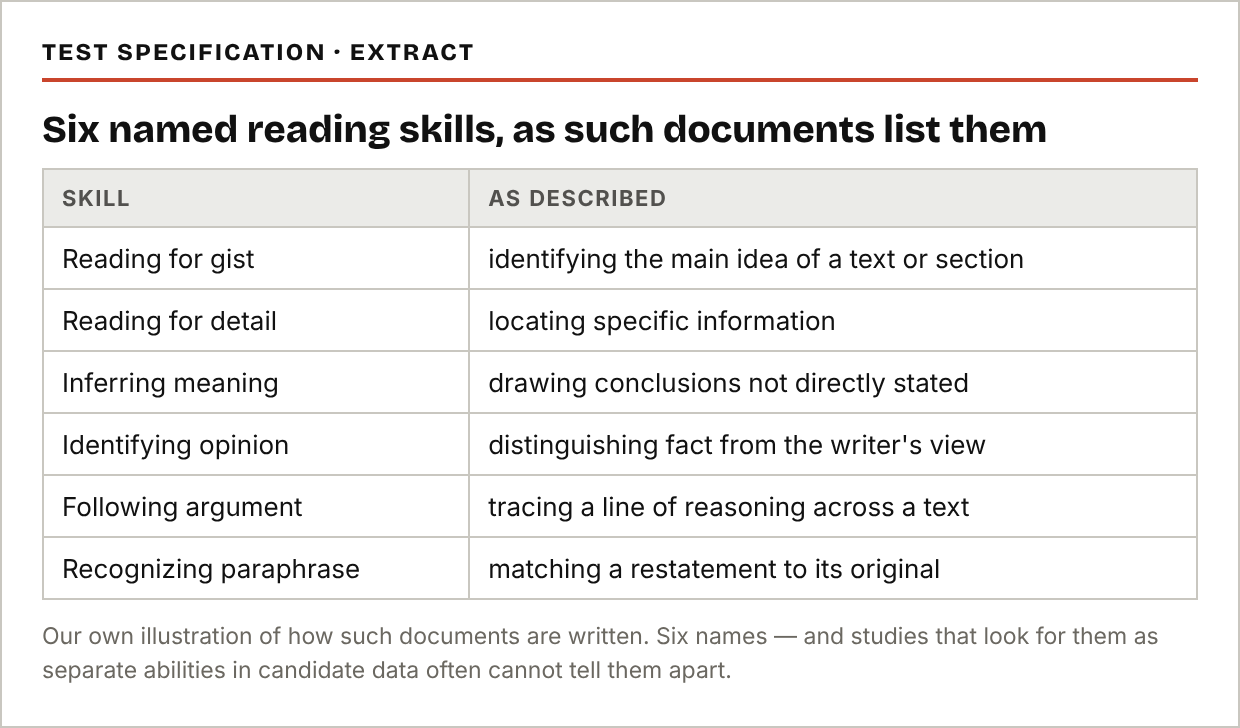 TEST SPECIFICATION · EXTRACT
Six named reading skills, as such documents list them
SKILL AS DESCRIBED
Reading for gist identifying the main idea of a text or section
Reading for detail locating specific information
Inferring meaning drawing conclusions not directly stated
Identifying opinion distinguishing fact from the writer's view
Following argument tracing a line of reasoning across a text
Recognizing paraphrase matching a restatement to its original
Our own illustration of how such documents are written. Six names — and studies that look for them as
separate abilities in candidate data often cannot tell them apart.